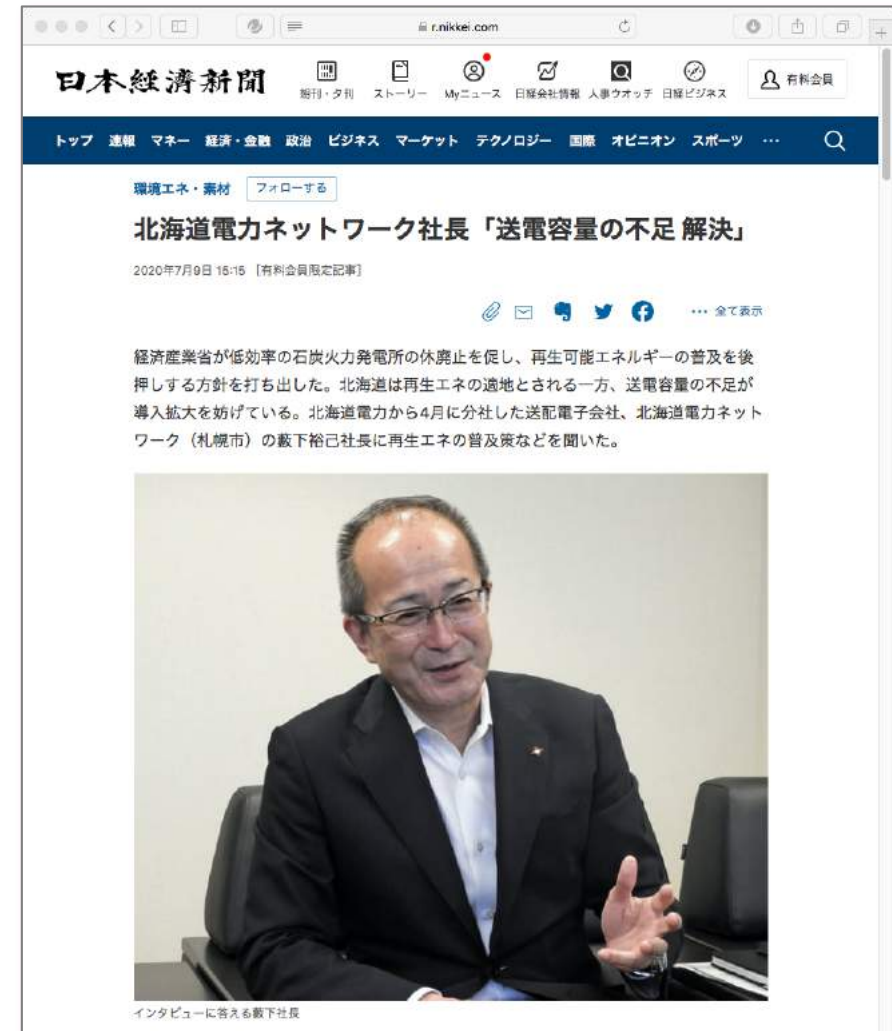 r.nikkei.com
日本経済新聞
朝刊・夕刊 ストーリー Myニュース 日経会社情報 人事ウオッチ 日経ビジネス
有料会員
トップ 速報 マネー 経済・金融 政治 ビジネス マーケット テクノロジー 国際 オピニオン スポーツ …
環境エネ・素材 フォローする
北海道電力ネットワーク社長「送電容量の不足 解決」
2020年7月9日 15:15 [有料会員限定記事]
… 全て表示
経済産業省が低効率の石炭火力発電所の休廃止を促し、再生可能エネルギーの普及を後
押しする方針を打ち出した。北海道は再生エネの適地とされる一方、送電容量の不足が
導入拡大を妨げている。北海道電力から4月に分社した送配電子会社、北海道電力ネット
ワーク（札幌市）の藪下裕己社長に再生エネの普及策などを聞いた。
インタビューに答える藪下社長